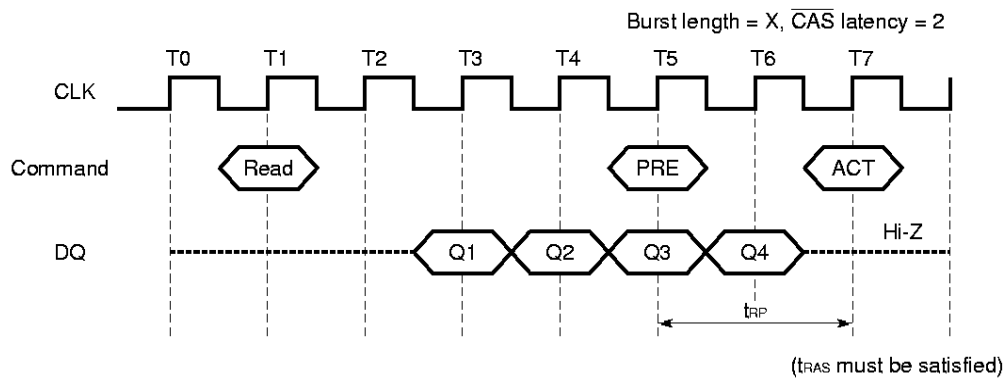 Burst length = X, CAS latency = 2
T0 T1 T2 T3 T4 T5 T6 T7
CLK
Command Read PRE ACT
DQ Q1 Q2 Q3 Q4 Hi-Z
tRP
(tRAS must be satisfied)